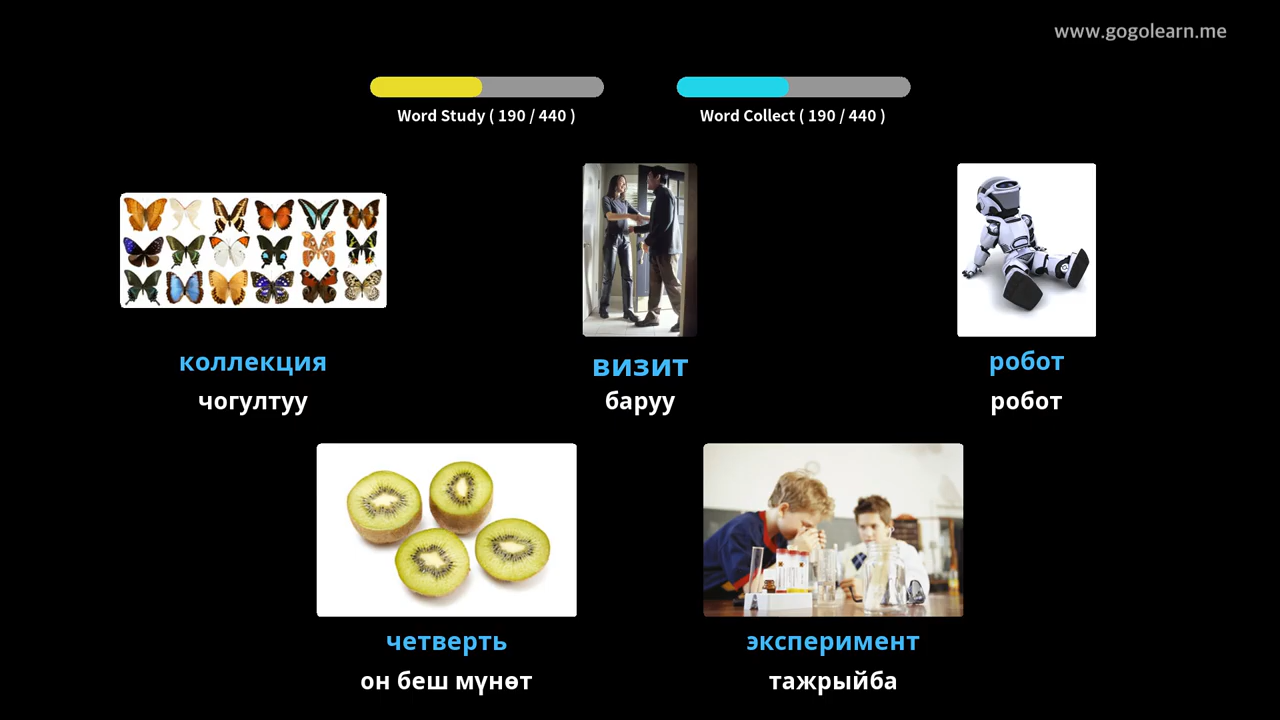 www.gogolearn.me
Word Study ( 190 / 440 )
Word Collect ( 190 / 440 )
коллекция
чогултуу
визит
баруу
робот
робот
четверть
он беш мүнөт
эксперимент
тажрыйба